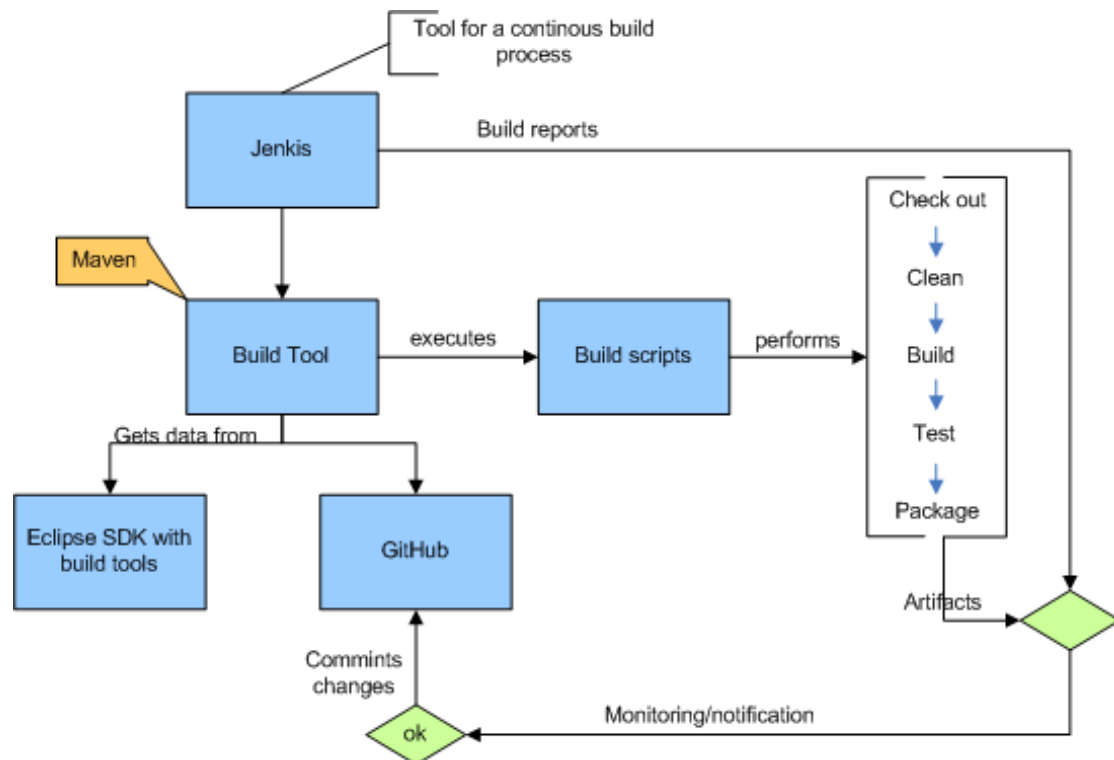 Tool for a continous build
process
Build reports
Jenkis
Check out
Maven
Clean
Build Tool
executes
Build scripts
performs
Build
Gets data from
Test
Package
Eclipse SDK with
build tools
GitHub
Artifacts
Commints
changes
Monitoring/notification
ok